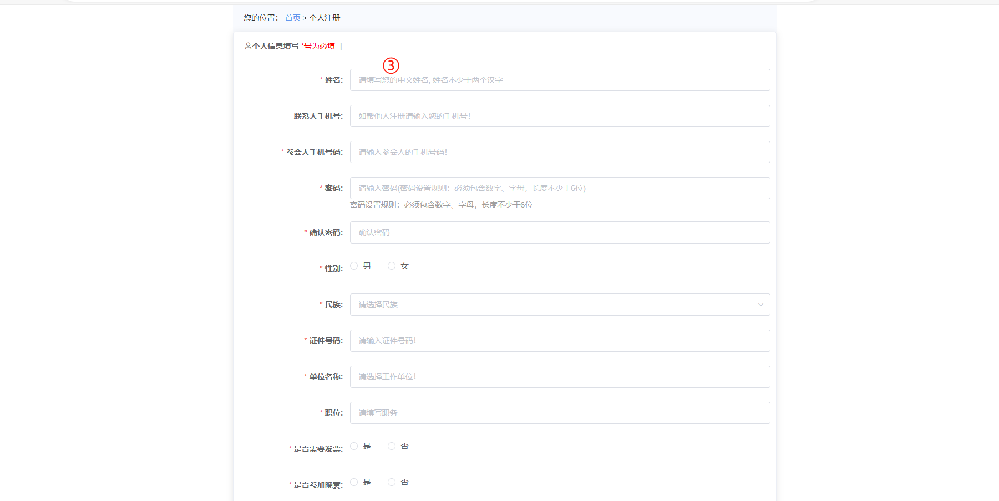 您的位置： 首页 > 个人注册
个人信息填写 *号为必填 |
③
* 姓名: 请填写您的中文姓名, 姓名不少于两个汉字
联系人手机号: 如帮他人注册请输入您的手机号!
* 参会人手机号码: 请输入参会人的手机号码!
* 密码: 请输入密码(密码设置规则：必须包含数字、字母，长度不少于6位)
密码设置规则：必须包含数字、字母，长度不少于6位
* 确认密码: 确认密码
* 性别: 男 女
* 民族: 请选择民族
* 证件号码: 请输入证件号码!
* 单位名称: 请选择工作单位!
* 职位: 请填写职务
* 是否需要发票: 是 否
* 是否参加晚宴: 是 否